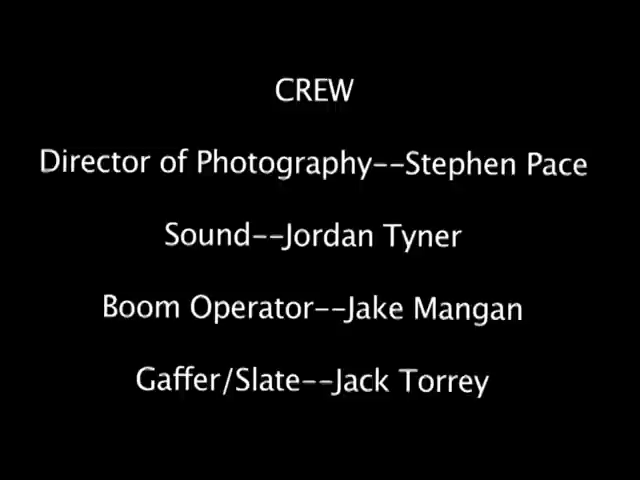 CREW
Director of Photography--Stephen Pace
Sound--Jordan Tyner
Boom Operator--Jake Mangan
Gaffer/Slate--Jack Torrey